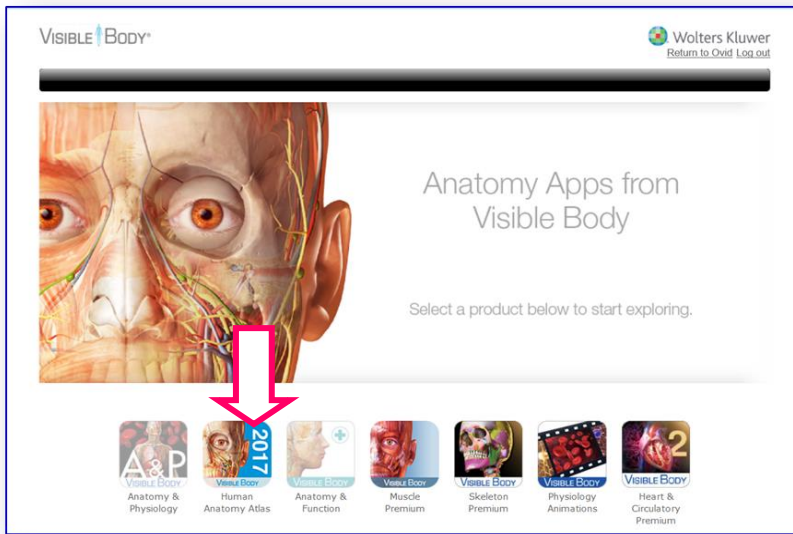 VISIBLE BODY®
Wolters Kluwer
Return to Ovid Log out
Anatomy Apps from
Visible Body
Select a product below to start exploring.
A&P
VISIBLE BODY
2017
VISIBLE BODY
VISIBLE BODY
VISIBLE BODY
VISIBLE BODY
VISIBLE BODY
2
VISIBLE BODY
Anatomy &
Physiology
Human
Anatomy Atlas
Anatomy &
Function
Muscle
Premium
Skeleton
Premium
Physiology
Animations
Heart &
Circulatory
Premium